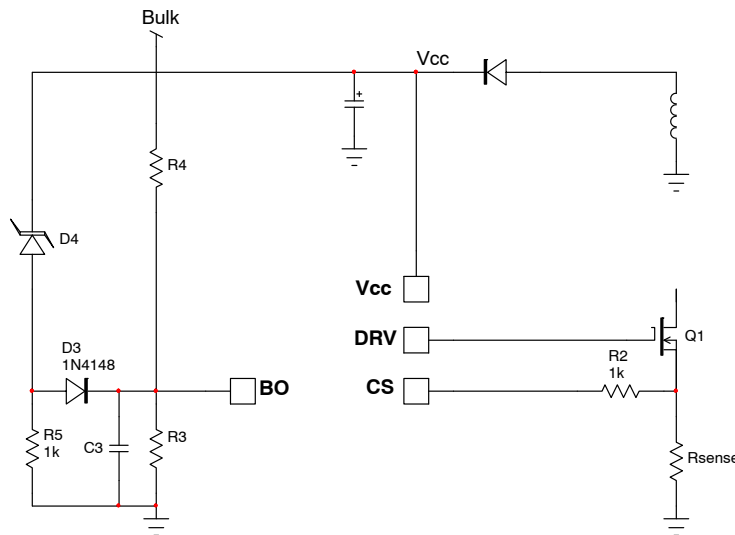 Bulk
Vcc
+
R4
D4
Vcc
DRV
Q1
D3
1N4148
R2
1k
BO
CS
R5
1k
C3
R3
Rsense